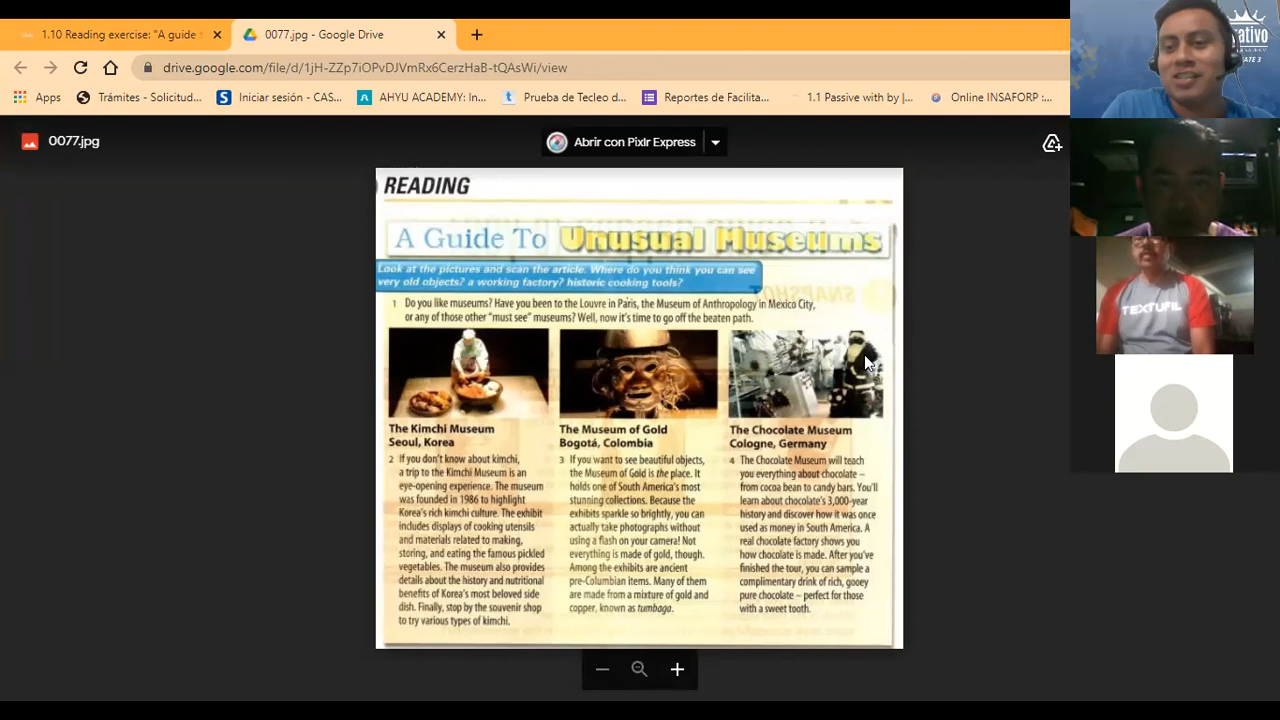 1.10 Reading exercise: "A guide t
0077.jpg - Google Drive
drive.google.com/file/d/1jH-ZZp7iOPvDJVmRx6CerzHaB-tQAsWi/view
Apps
Trámites - Solicitud...
Iniciar sesión - CAS...
AHYU ACADEMY: In...
Prueba de Tecleo d...
Reportes de Facilita...
1.1 Passive with by |...
Online INSAFORP :...
0077.jpg
Abrir con Pixlr Express
READING
A Guide To Unusual Museums
Look at the pictures and scan the article. Where do you think you can see
very old objects? a working factory? historic cooking tools?
SNAPSHOT
1 Do you like museums? Have you been to the Louvre in Paris, the Museum of Anthropology in Mexico City,
or any of those other "must see" museums? Well, now it's time to go off the beaten path.
The Kimchi Museum
Seoul, Korea
2 If you don't know about kimchi,
a trip to the Kimchi Museum is an
eye-opening experience. The museum
was founded in 1986 to highlight
Korea's rich kimchi culture. The exhibit
includes displays of cooking utensils
and materials related to making,
storing, and eating the famous pickled
vegetables. The museum also provides
details about the history and nutritional
benefits of Korea's most beloved side
dish. Finally, stop by the souvenir shop
to try various types of kimchi.
The Museum of Gold
Bogotá, Colombia
3 If you want to see beautiful objects,
the Museum of Gold is the place. It
holds one of South America's most
stunning collections. Because the
exhibits sparkle so brightly, you can
actually take photographs without
using a flash on your camera! Not
everything is made of gold, though.
Among the exhibits are ancient
pre-Columbian items. Many of them
are made from a mixture of gold and
copper, known as tumbaga.
The Chocolate Museum
Cologne, Germany
4 The Chocolate Museum will teach
you everything about chocolate –
from cocoa bean to candy bars. You'll
learn about chocolate's 3,000-year
history and discover how it was once
used as money in South America. A
real chocolate factory shows you
how chocolate is made. After you've
finished the tour, you can sample a
complimentary drink of rich, gooey
pure chocolate – perfect for those
with a sweet tooth.
rativo
ATE 3
TEXTUFIL